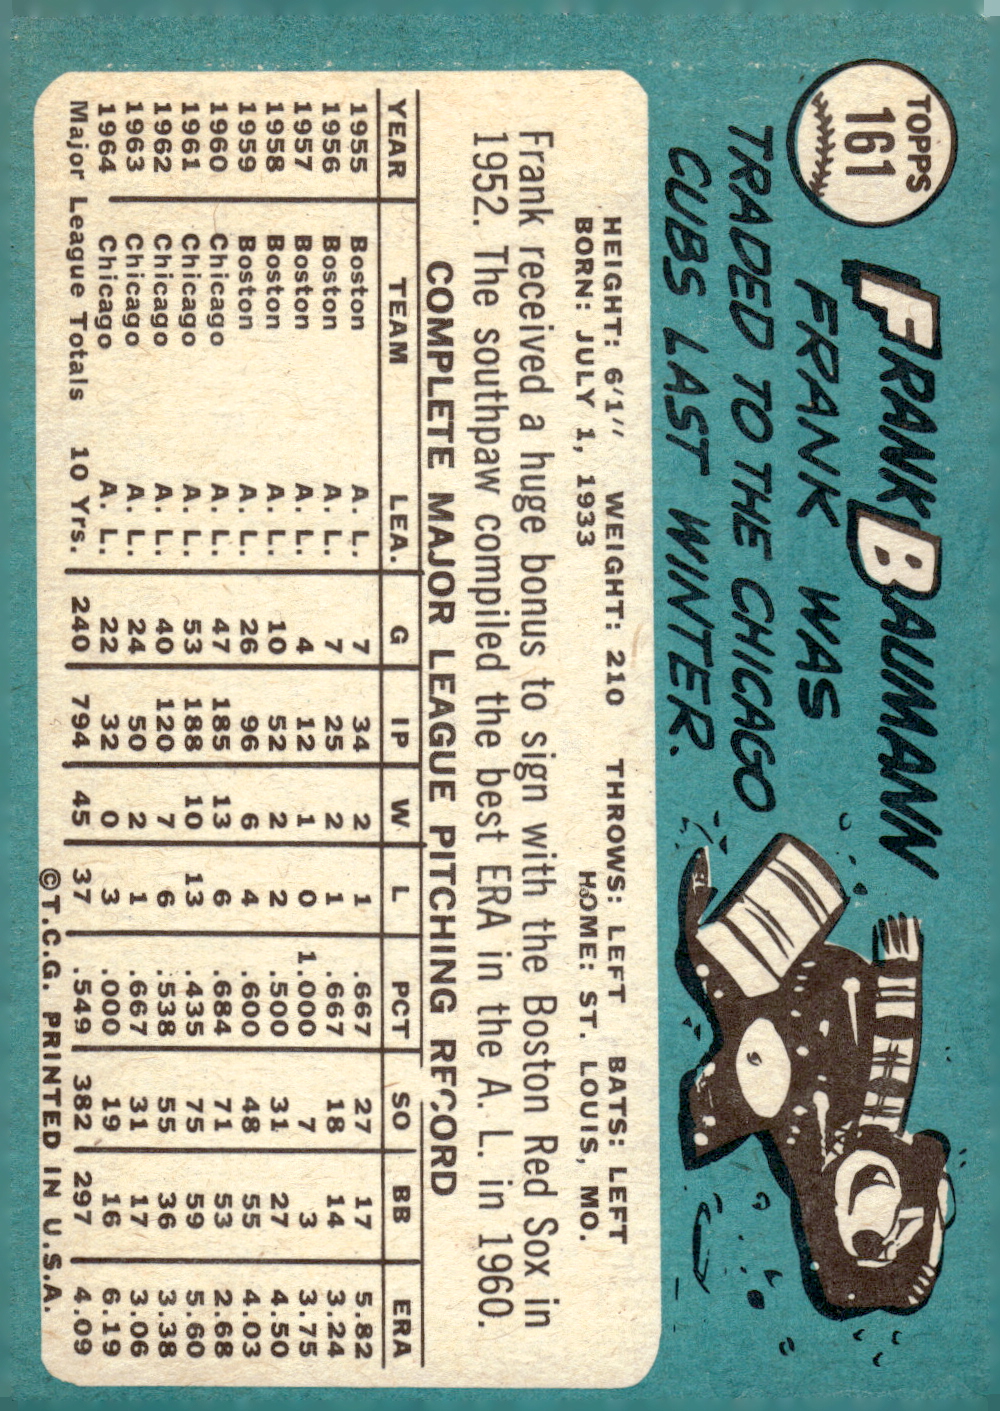 TOPPS
161
FRANK BAUMANN
FRANK WAS
TRADED TO THE CHICAGO
CUBS LAST WINTER.
HEIGHT: 6'1" WEIGHT: 210 THROWS: LEFT BATS: LEFT
BORN: JULY 1, 1933 HOME: ST. LOUIS, MO.
Frank received a huge bonus to sign with the Boston Red Sox in
1952. The southpaw compiled the best ERA in the A. L. in 1960.
COMPLETE MAJOR LEAGUE PITCHING RECORD
YEAR TEAM LEA. G IP W L PCT SO BB ERA
1955 Boston A. L. 7 34 2 1 .667 27 17 5.82
1956 Boston A. L. 7 25 2 1 .667 18 14 3.24
1957 Boston A. L. 4 12 1 0 1.000 7 3 3.75
1958 Boston A. L. 10 52 2 2 .500 31 27 4.50
1959 Boston A. L. 26 96 6 4 .600 48 55 4.03
1960 Chicago A. L. 47 185 13 6 .684 71 53 2.68
1961 Chicago A. L. 53 188 10 13 .435 75 59 5.60
1962 Chicago A. L. 40 120 7 6 .538 55 36 3.38
1963 Chicago A. L. 24 50 2 1 .667 31 17 3.06
1964 Chicago A. L. 22 32 0 3 .000 19 16 6.19
Major League Totals 10 Yrs. 240 794 45 37 .549 382 297 4.09
©T.C.G. PRINTED IN U.S.A.